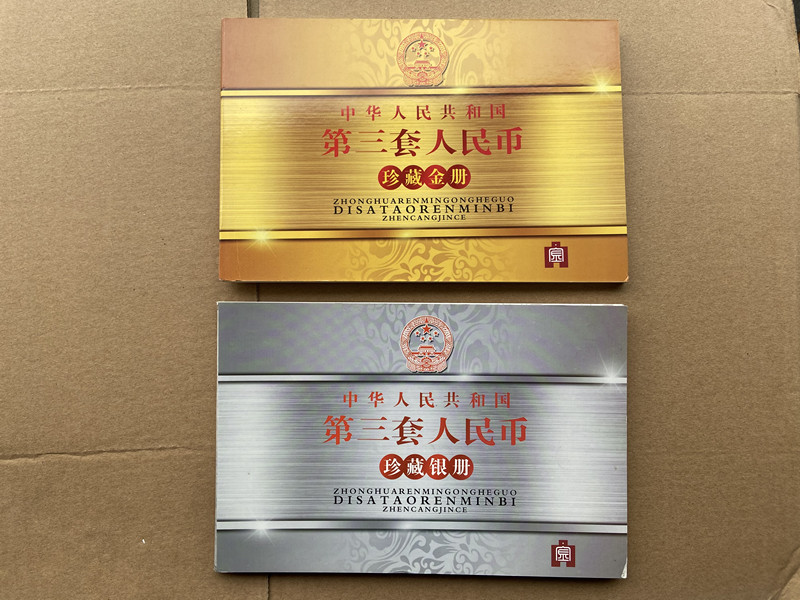 中华人民共和国
第三套人民币
珍藏金册
ZHONGHUARENMINGONGHEGUO
DISATAORENMINBI
ZHENCANGJINCE
中华人民共和国
第三套人民币
珍藏银册
ZHONGHUARENMINGONGHEGUO
DISATAORENMINBI
ZHENCANGJINCE